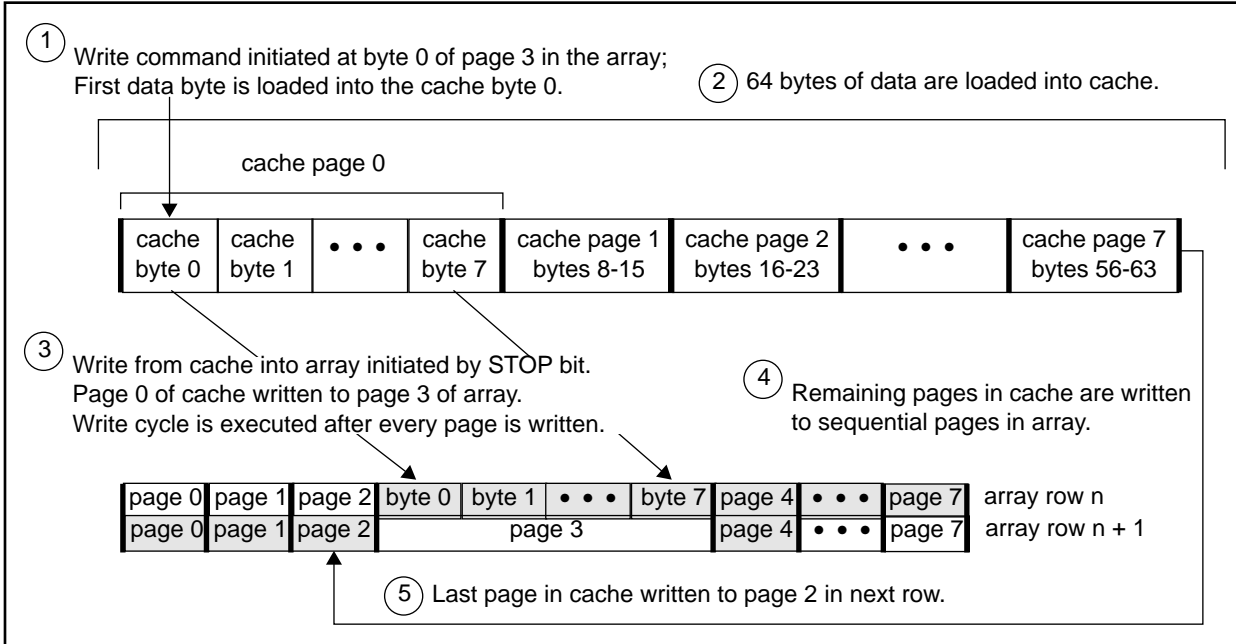 1
Write command initiated at byte 0 of page 3 in the array;
First data byte is loaded into the cache byte 0.
2 64 bytes of data are loaded into cache.
cache page 0
cache byte 0 cache byte 1 • • • cache byte 7 cache page 1 bytes 8-15 cache page 2 bytes 16-23 • • • cache page 7 bytes 56-63
3
Write from cache into array initiated by STOP bit.
Page 0 of cache written to page 3 of array.
Write cycle is executed after every page is written.
4
Remaining pages in cache are written
to sequential pages in array.
page 0 page 1 page 2 byte 0 byte 1 • • • byte 7 page 4 • • • page 7 array row n
page 0 page 1 page 2 page 3 page 4 • • • page 7 array row n + 1
5 Last page in cache written to page 2 in next row.